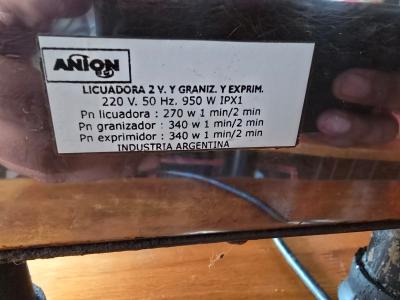 ANION
LICUADORA 2 V. Y GRANIZ. Y EXPRIM.
220 V. 50 Hz. 950 W IPX1
Pn licuadora : 270 w 1 min/2 min
Pn granizador : 340 w 1 min/2 min
Pn exprimidor : 340 w 1 min/2 min
INDUSTRIA ARGENTINA